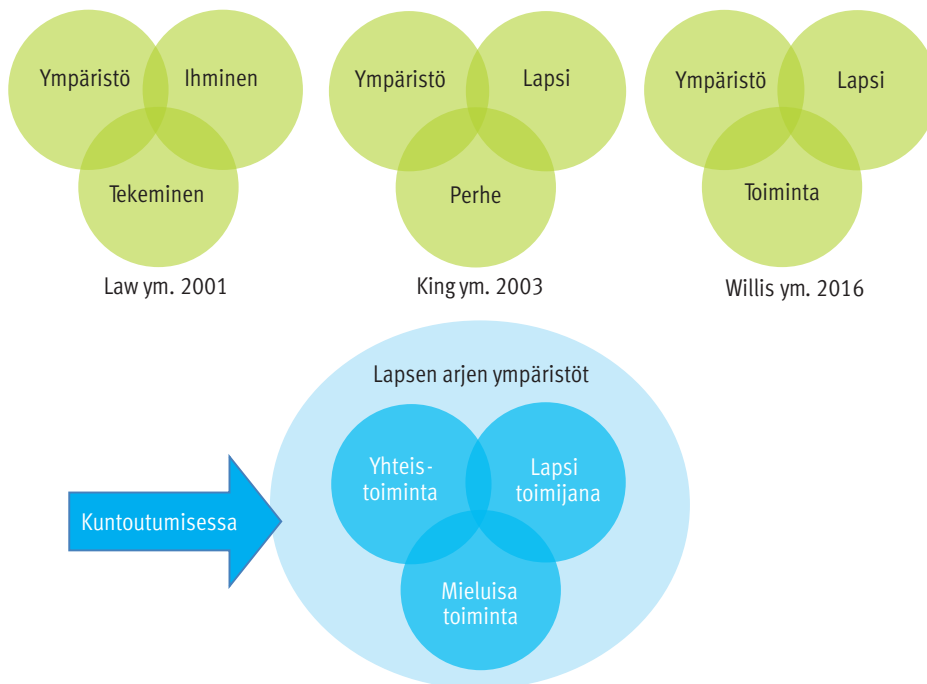 Ympäristö
Ihminen
Tekeminen
Law ym. 2001
Ympäristö
Lapsi
Perhe
King ym. 2003
Ympäristö
Lapsi
Toiminta
Willis ym. 2016
Lapsen arjen ympäristöt
Yhteis-
toiminta
Lapsi
toimijana
Mieluisa
toiminta
Kuntoutumisessa